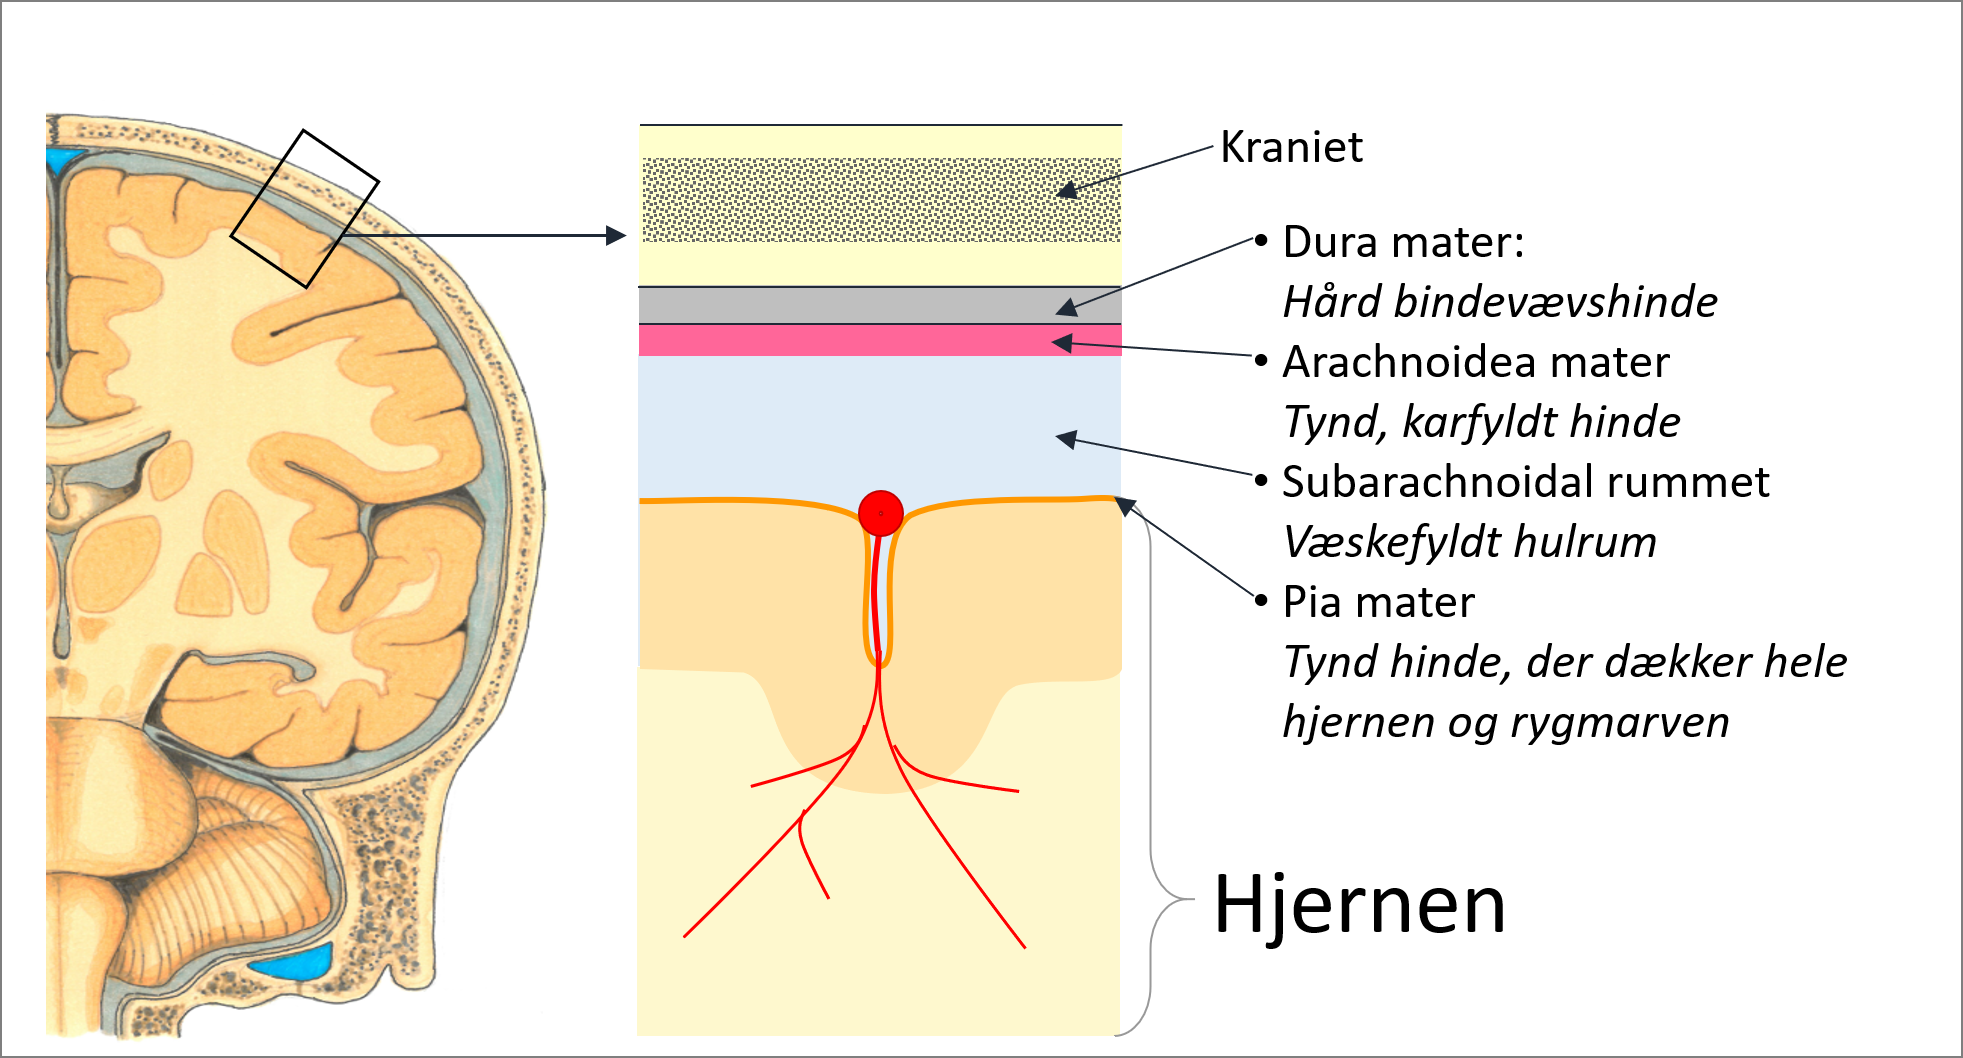 Kraniet
• Dura mater:
Hård bindevævshinde
• Arachnoidea mater
Tynd, karfyldt hinde
• Subarachnoidal rummet
Væskefyldt hulrum
• Pia mater
Tynd hinde, der dækker hele
hjernen og rygmarven
Hjernen